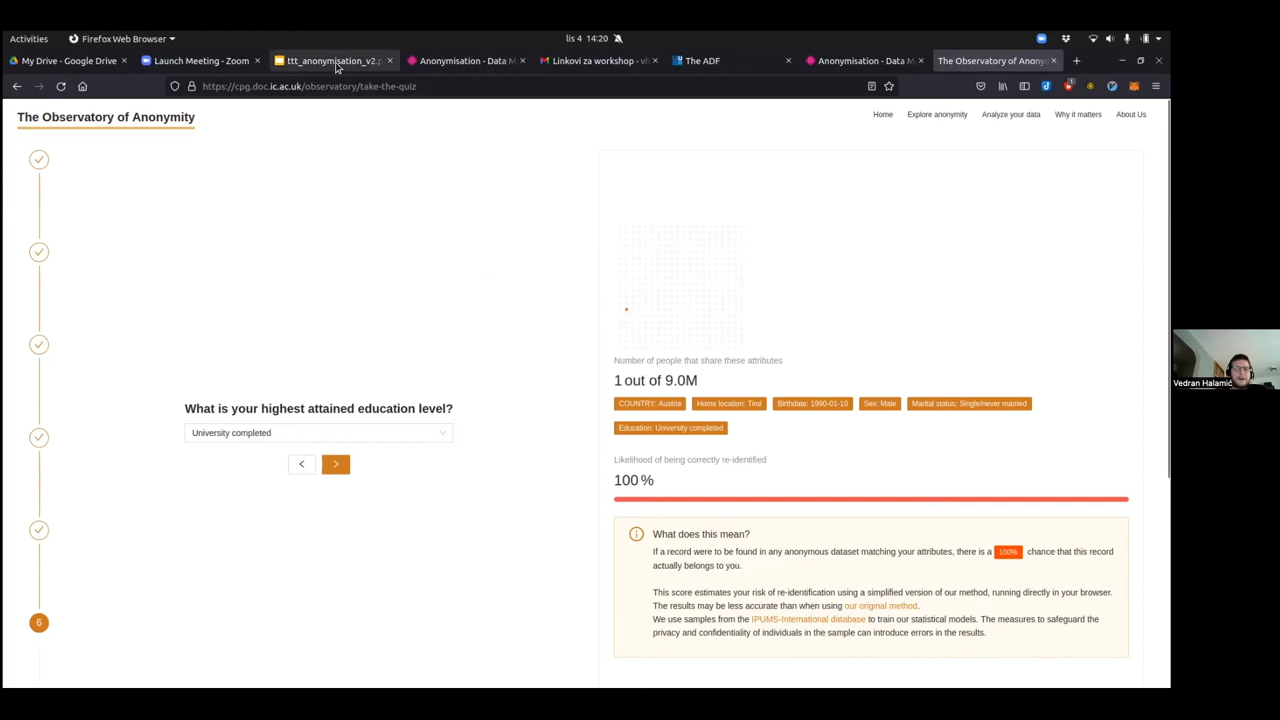 Activities
Firefox Web Browser
lis 4 14:20
My Drive - Google Drive
Launch Meeting - Zoom
ttt_anonymisation_v2.p
Anonymisation - Data M
Linkovi za workshop - vh
The ADF
Anonymisation - Data M
The Observatory of Anony
https://cpg.doc.ic.ac.uk/observatory/take-the-quiz
The Observatory of Anonymity
Home
Explore anonymity
Analyze your data
Why it matters
About Us
What is your highest attained education level?
University completed
6
Number of people that share these attributes
1 out of 9.0M
COUNTRY: Austria
Home location: Tirol
Birthdate: 1990-01-10
Sex: Male
Marital status: Single/never married
Education: University completed
Likelihood of being correctly re-identified
100 %
What does this mean?
If a record were to be found in any anonymous dataset matching your attributes, there is a 100% chance that this record
actually belongs to you.
This score estimates your risk of re-identification using a simplified version of our method, running directly in your browser.
The results may be less accurate than when using our original method.
We use samples from the IPUMS-International database to train our statistical models. The measures to safeguard the
privacy and confidentiality of individuals in the sample can introduce errors in the results.
Vedran Halamić